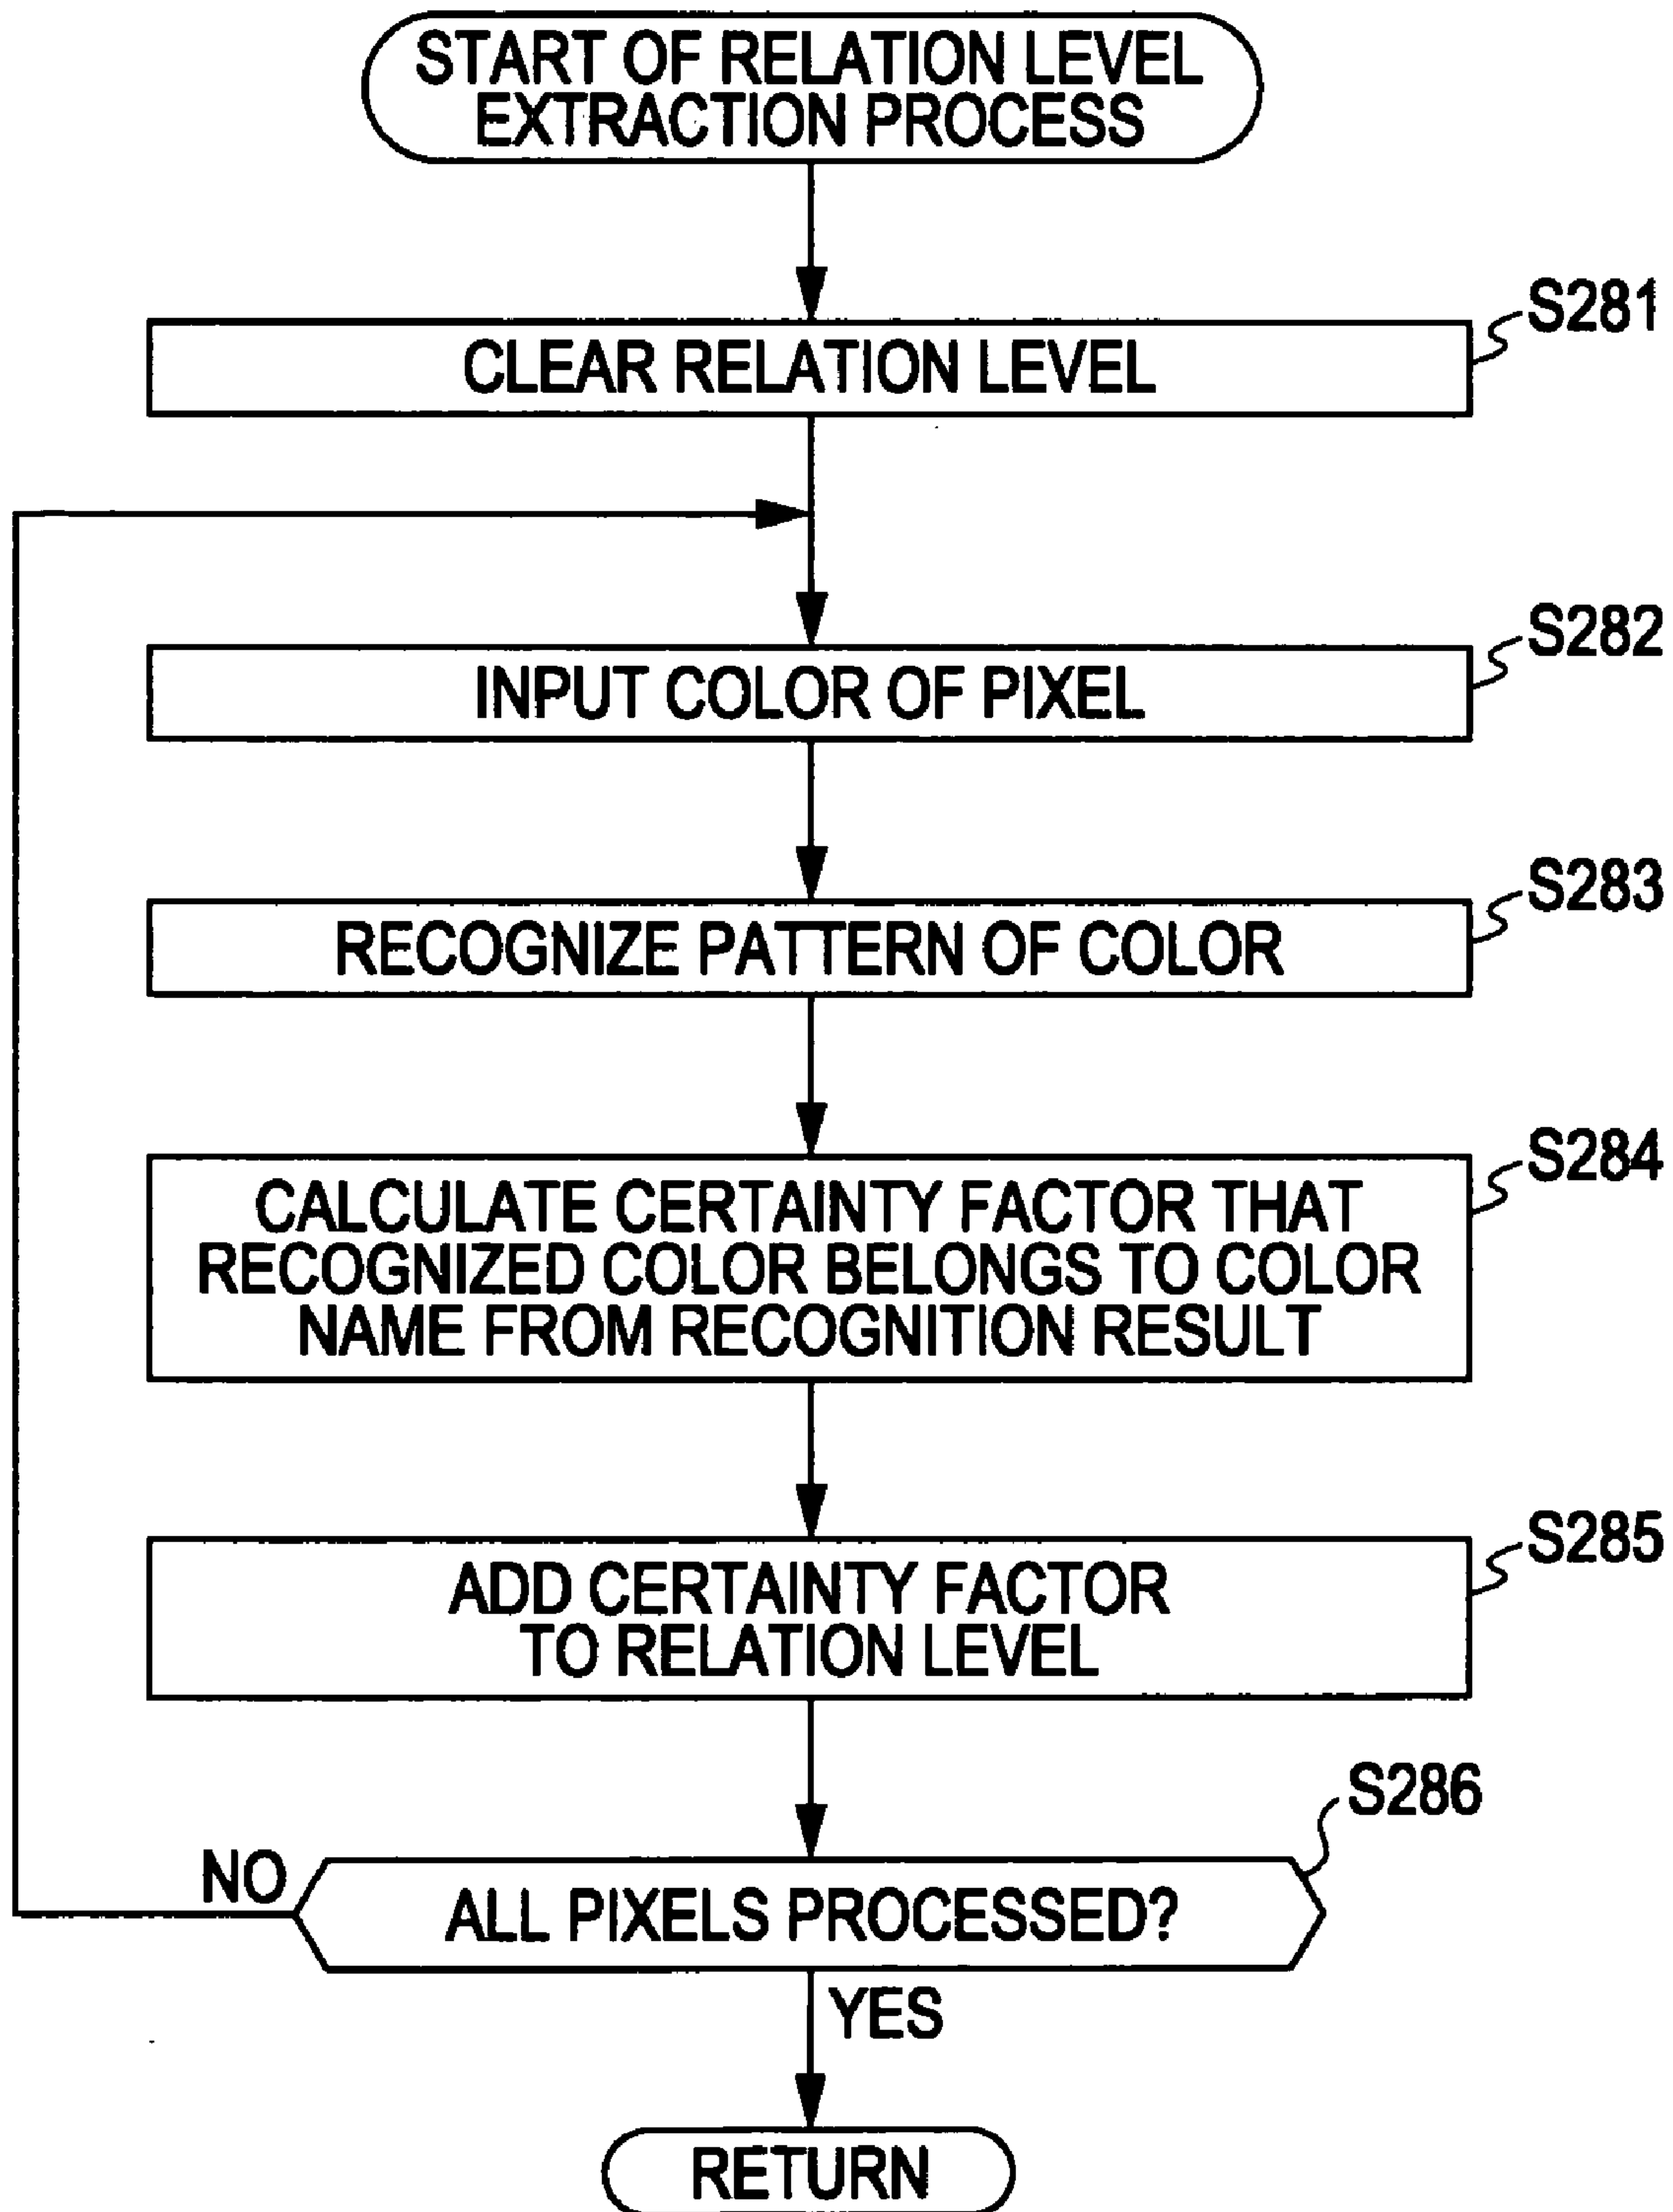 START OF RELATION LEVEL
EXTRACTION PROCESS
S281
CLEAR RELATION LEVEL
S282
INPUT COLOR OF PIXEL
S283
RECOGNIZE PATTERN OF COLOR
S284
CALCULATE CERTAINTY FACTOR THAT
RECOGNIZED COLOR BELONGS TO COLOR
NAME FROM RECOGNITION RESULT
S285
ADD CERTAINTY FACTOR
TO RELATION LEVEL
S286
NO
ALL PIXELS PROCESSED?
YES
RETURN